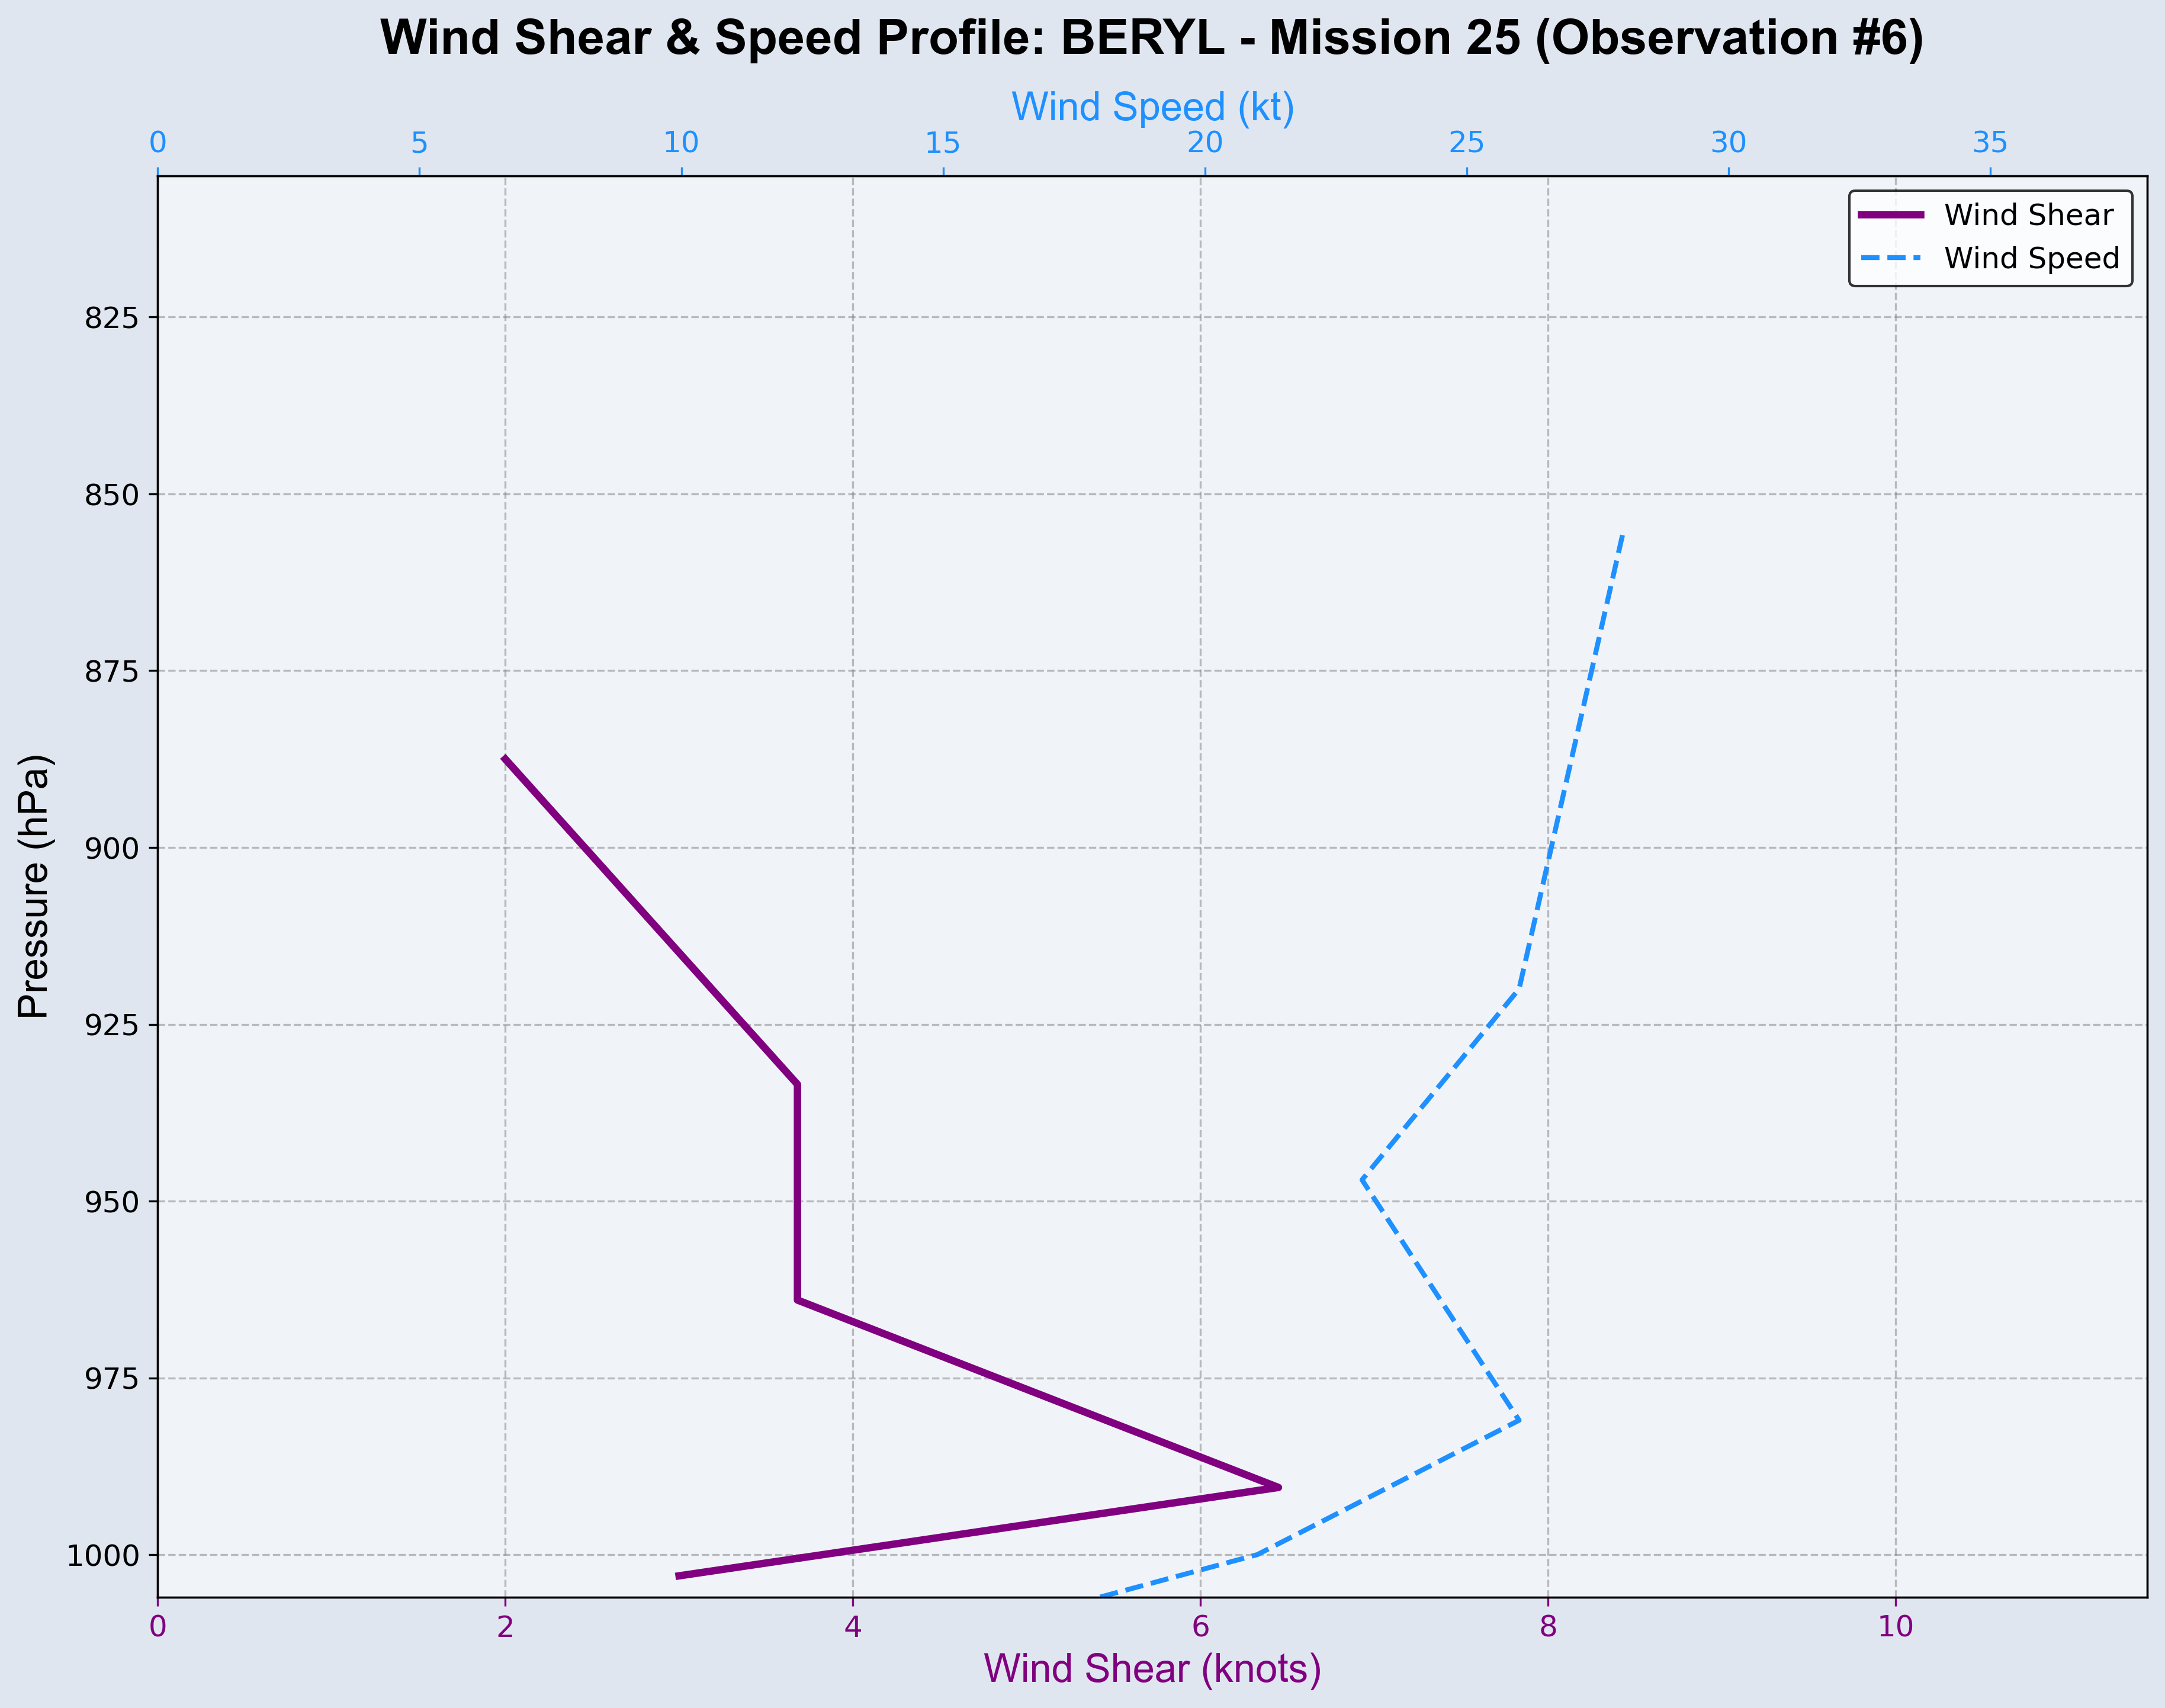 Wind Shear & Speed Profile: BERYL - Mission 25 (Observation #6)
Wind Speed (kt)
0 5 10 15 20 25 30 35
Wind Shear
Wind Speed
825
850
875
900
925
950
975
1000
Pressure (hPa)
0 2 4 6 8 10
Wind Shear (knots)